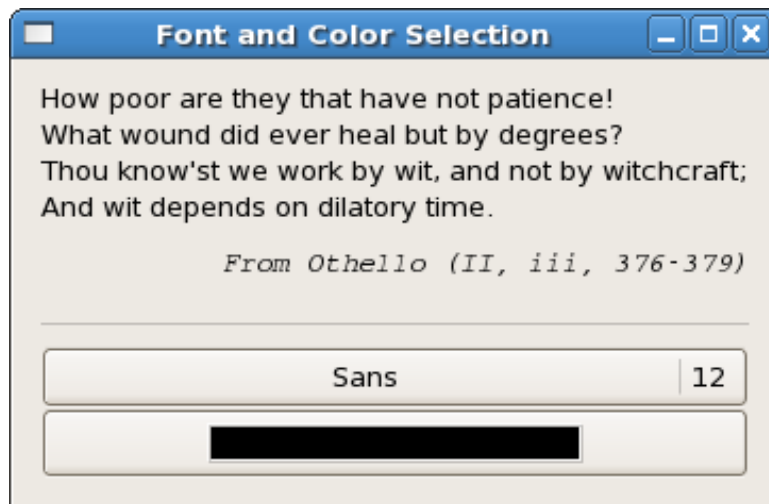 Font and Color Selection
How poor are they that have not patience!
What wound did ever heal but by degrees?
Thou know'st we work by wit, and not by witchcraft;
And wit depends on dilatory time.
From Othello (II, iii, 376-379)
Sans 12